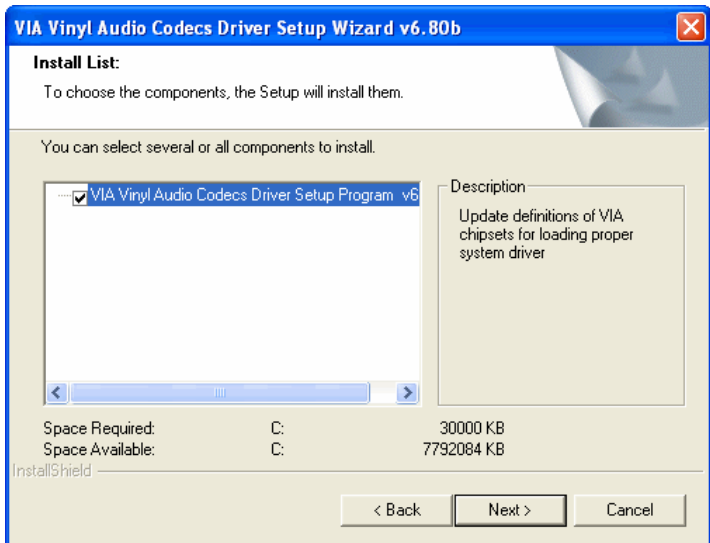 VIA Vinyl Audio Codecs Driver Setup Wizard v6.80b
Install List:
To choose the components, the Setup will install them.
You can select several or all components to install.
VIA Vinyl Audio Codecs Driver Setup Program v6
Description
Update definitions of VIA
chipsets for loading proper
system driver
Space Required: C: 30000 KB
Space Available: C: 7792084 KB
InstallShield
< Back Next > Cancel